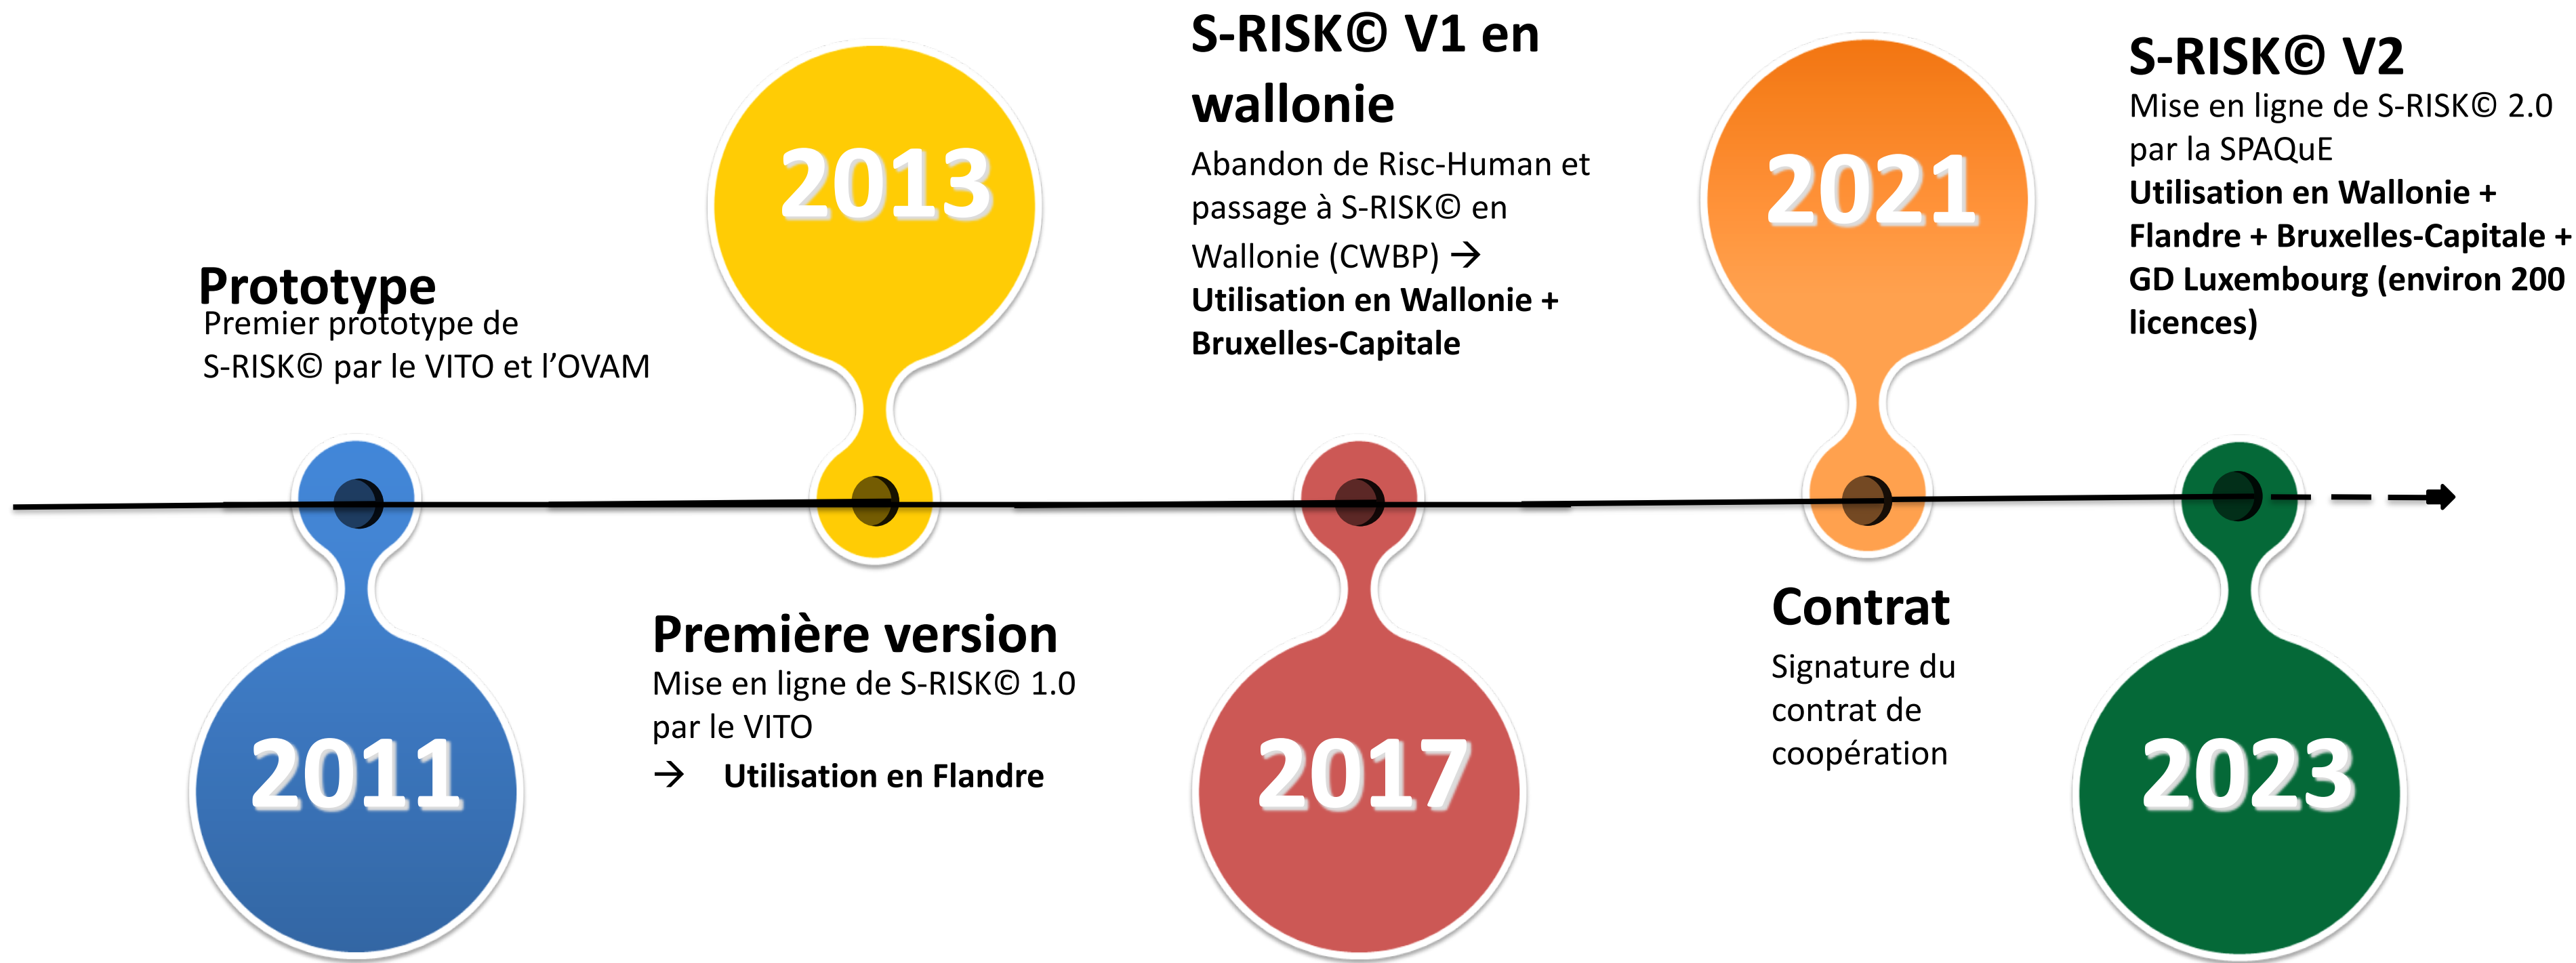 2011
Prototype
Premier prototype de
S-RISK© par le VITO et l’OVAM
2013
Première version
Mise en ligne de S-RISK© 1.0
par le VITO
→ Utilisation en Flandre
2017
S-RISK© V1 en
wallonie
Abandon de Risc-Human et
passage à S-RISK© en
Wallonie (CWBP) →
Utilisation en Wallonie +
Bruxelles-Capitale
2021
Contrat
Signature du
contrat de
coopération
2023
S-RISK© V2
Mise en ligne de S-RISK© 2.0
par la SPAQuE
Utilisation en Wallonie +
Flandre + Bruxelles-Capitale +
GD Luxembourg (environ 200
licences)